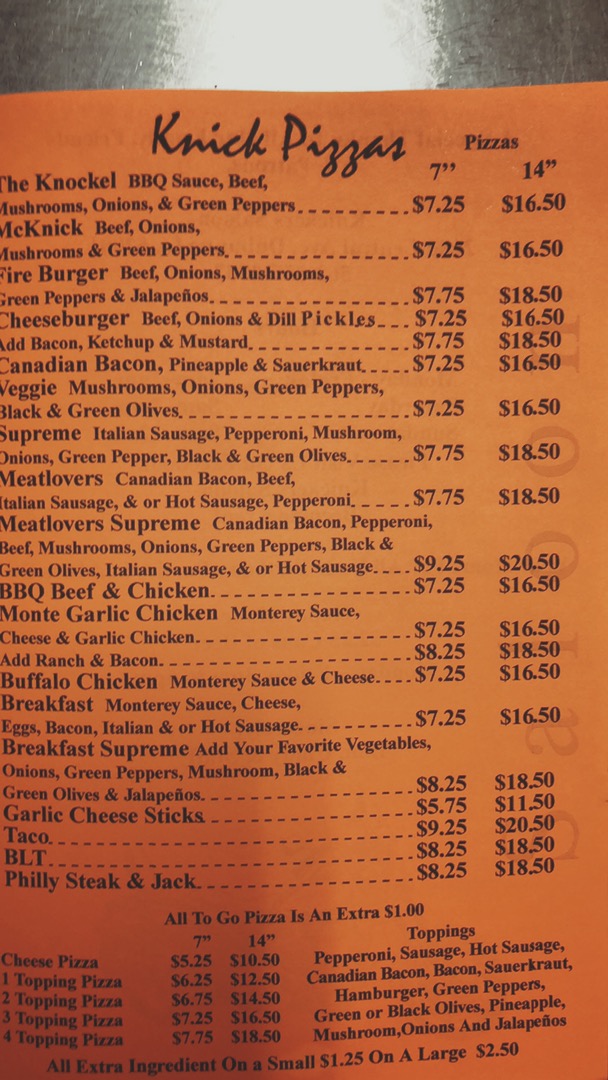 Knick Pizzas
Pizzas
7” 14”
The Knockel BBQ Sauce, Beef,
Mushrooms, Onions, & Green Peppers $7.25 $16.50
McKnick Beef, Onions,
Mushrooms & Green Peppers $7.25 $16.50
Fire Burger Beef, Onions, Mushrooms,
Green Peppers & Jalapeños $7.75 $18.50
Cheeseburger Beef, Onions & Dill Pickles $7.25 $16.50
Add Bacon, Ketchup & Mustard $7.75 $18.50
Canadian Bacon, Pineapple & Sauerkraut $7.25 $16.50
Veggie Mushrooms, Onions, Green Peppers,
Black & Green Olives $7.25 $16.50
Supreme Italian Sausage, Pepperoni, Mushroom,
Onions, Green Pepper, Black & Green Olives $7.75 $18.50
Meatlovers Canadian Bacon, Beef,
Italian Sausage, & or Hot Sausage, Pepperoni $7.75 $18.50
Meatlovers Supreme Canadian Bacon, Pepperoni,
Beef, Mushrooms, Onions, Green Peppers, Black &
Green Olives, Italian Sausage, & or Hot Sausage $9.25 $20.50
BBQ Beef & Chicken $7.25 $16.50
Monte Garlic Chicken Monterey Sauce,
Cheese & Garlic Chicken $7.25 $16.50
Add Ranch & Bacon $8.25 $18.50
Buffalo Chicken Monterey Sauce & Cheese $7.25 $16.50
Breakfast Monterey Sauce, Cheese,
Eggs, Bacon, Italian & or Hot Sausage $7.25 $16.50
Breakfast Supreme Add Your Favorite Vegetables,
Onions, Green Peppers, Mushroom, Black &
Green Olives & Jalapeños $8.25 $18.50
Garlic Cheese Sticks $5.75 $11.50
Taco $9.25 $20.50
BLT $8.25 $18.50
Philly Steak & Jack $8.25 $18.50
All To Go Pizza Is An Extra $1.00
7” 14”
Cheese Pizza $5.25 $10.50
1 Topping Pizza $6.25 $12.50
2 Topping Pizza $6.75 $14.50
3 Topping Pizza $7.25 $16.50
4 Topping Pizza $7.75 $18.50
Toppings
Pepperoni, Sausage, Hot Sausage,
Canadian Bacon, Bacon, Sauerkraut,
Hamburger, Green Peppers,
Green or Black Olives, Pineapple,
Mushroom,Onions And Jalapeños
All Extra Ingredient On a Small $1.25 On A Large $2.50